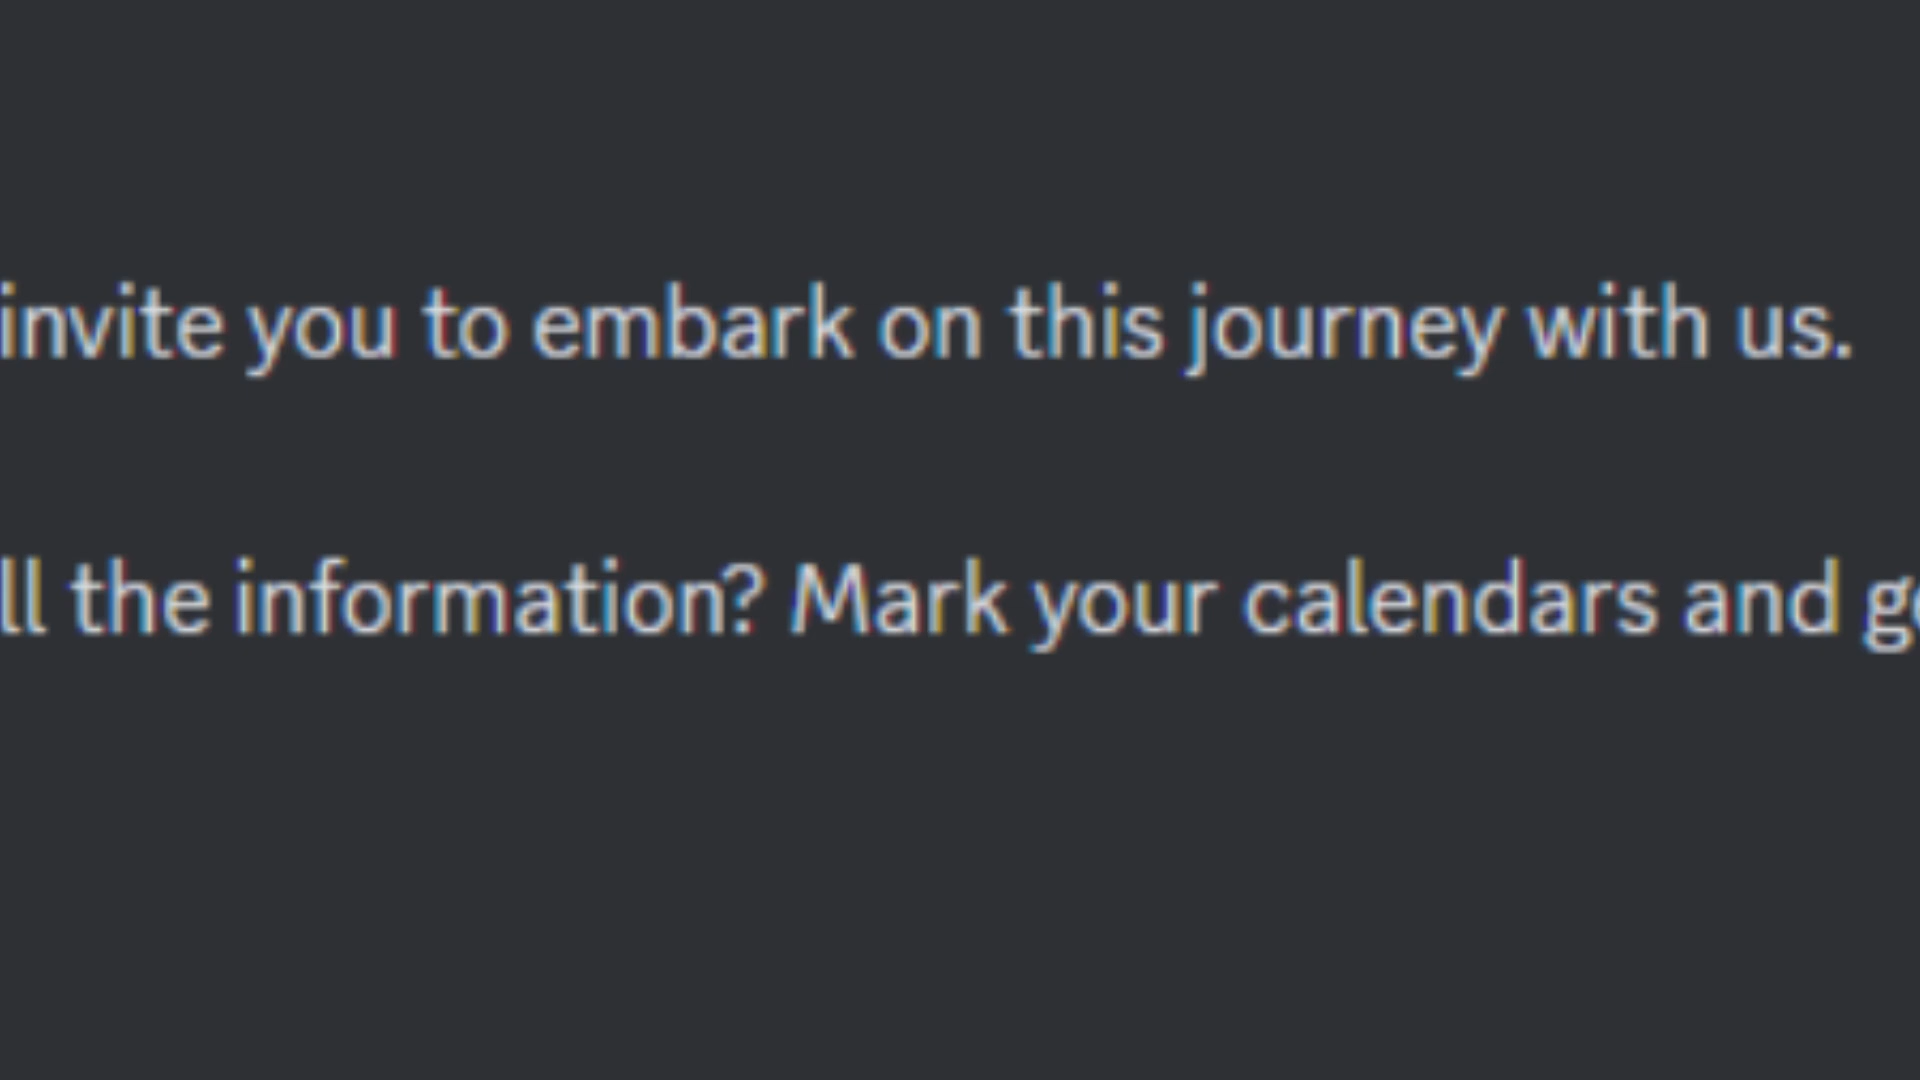 invite you to embark on this journey with us.
ll the information? Mark your calendars and